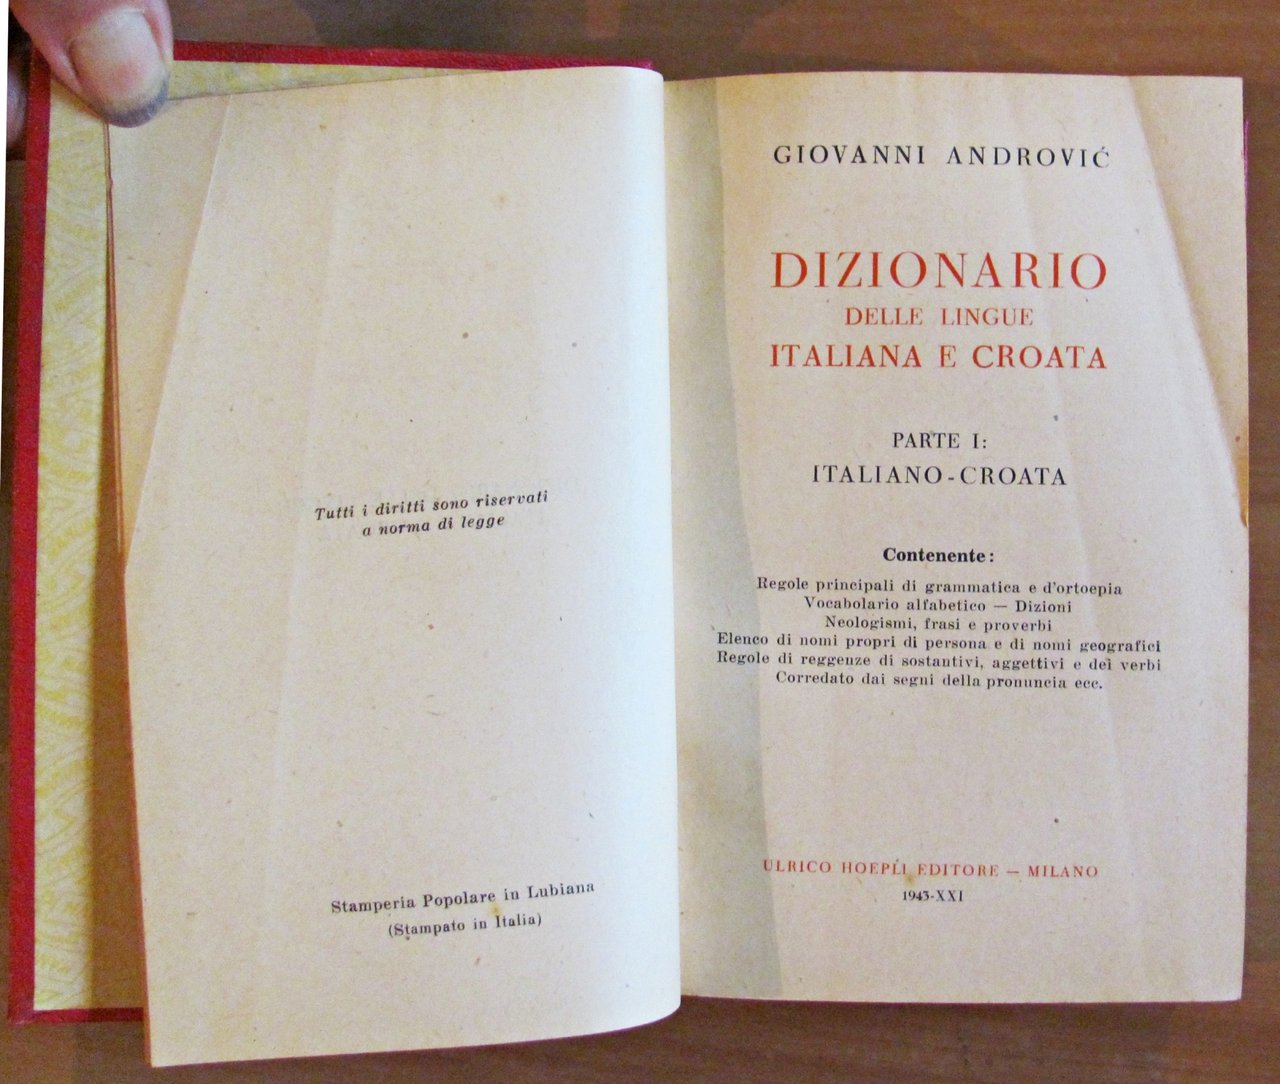 Tutti i diritti sono riservati
a norma di legge
Stamperia Popolare in Lubiana
(Stampato in Italia)
GIOVANNI ANDROVIĆ
DIZIONARIO
DELLE LINGUE
ITALIANA E CROATA
PARTE I:
ITALIANO-CROATA
Contenente:
Regole principali di grammatica e d'ortoepia
Vocabolario alfabetico — Dizioni
Neologismi, frasi e proverbi
Elenco di nomi propri di persona e di nomi geografici
Regole di reggenze di sostantivi, aggettivi e dei verbi
Corredato dai segni della pronuncia ecc.
ULRICO HOEPLI EDITORE — MILANO
1943-XXI